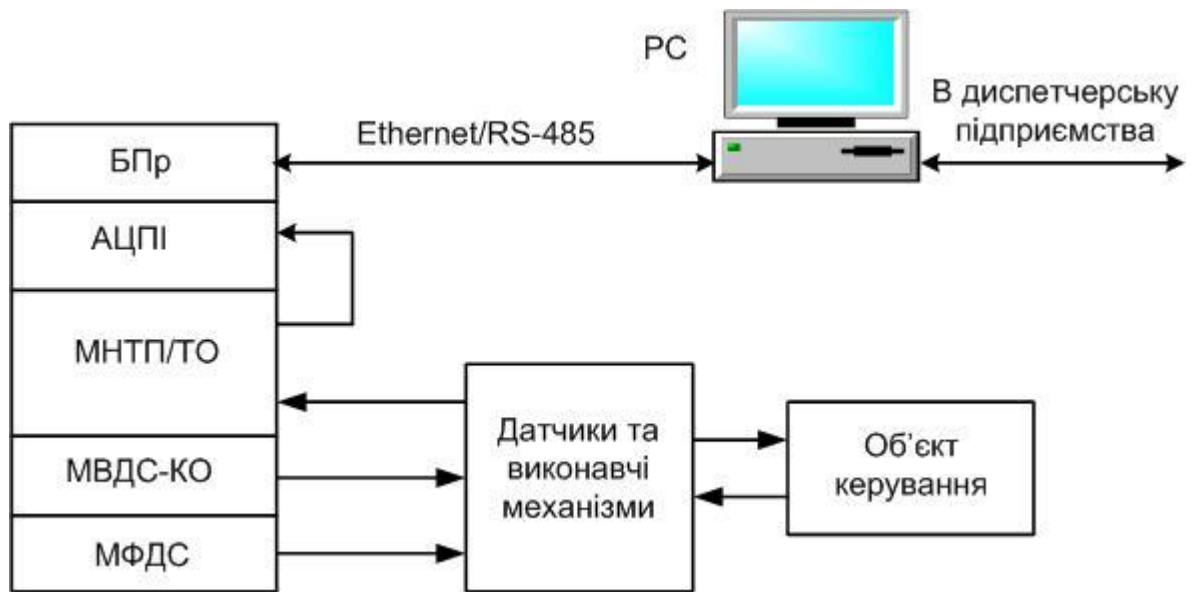 PC
В диспетчерську
підприємства
Ethernet/RS-485
БПр
АЦПІ
МНТП/ТО
МВДС-КО
МФДС
Датчики та
виконавчі
механізми
Об’єкт
керування